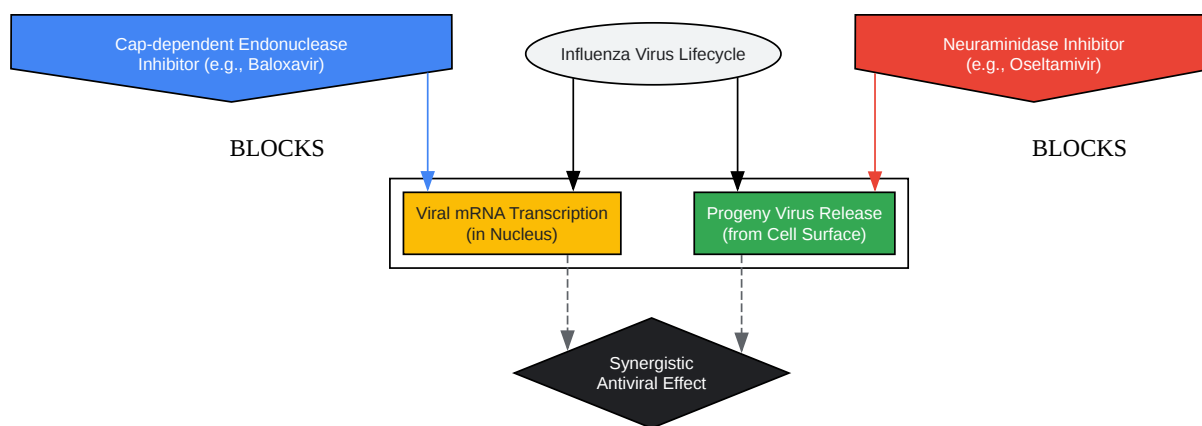 Cap-dependent Endonuclease
Inhibitor (e.g., Baloxavir)
Influenza Virus Lifecycle
Neuraminidase Inhibitor
(e.g., Oseltamivir)
BLOCKS
BLOCKS
Viral mRNA Transcription
(in Nucleus)
Progeny Virus Release
(from Cell Surface)
Synergistic
Antiviral Effect